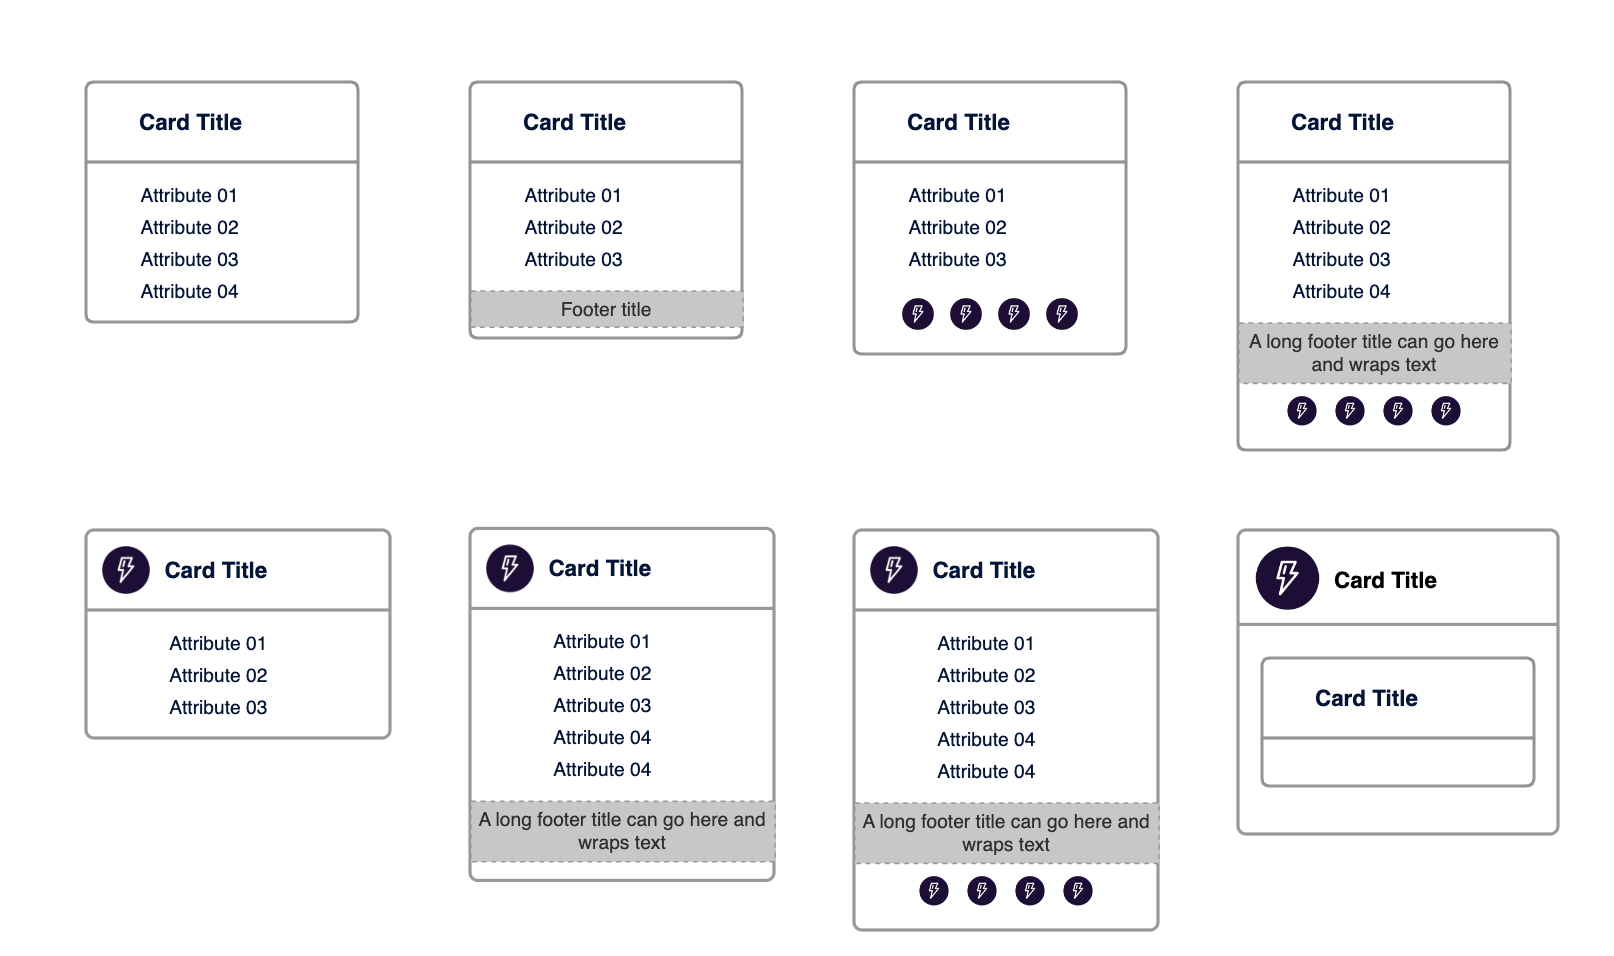 Card Title
Attribute 01
Attribute 02
Attribute 03
Attribute 04
Card Title
Attribute 01
Attribute 02
Attribute 03
Footer title
Card Title
Attribute 01
Attribute 02
Attribute 03
Card Title
Attribute 01
Attribute 02
Attribute 03
Attribute 04
A long footer title can go here
and wraps text
Card Title
Attribute 01
Attribute 02
Attribute 03
Card Title
Attribute 01
Attribute 02
Attribute 03
Attribute 04
Attribute 04
A long footer title can go here and
wraps text
Card Title
Attribute 01
Attribute 02
Attribute 03
Attribute 04
Attribute 04
A long footer title can go here and
wraps text
Card Title
Card Title